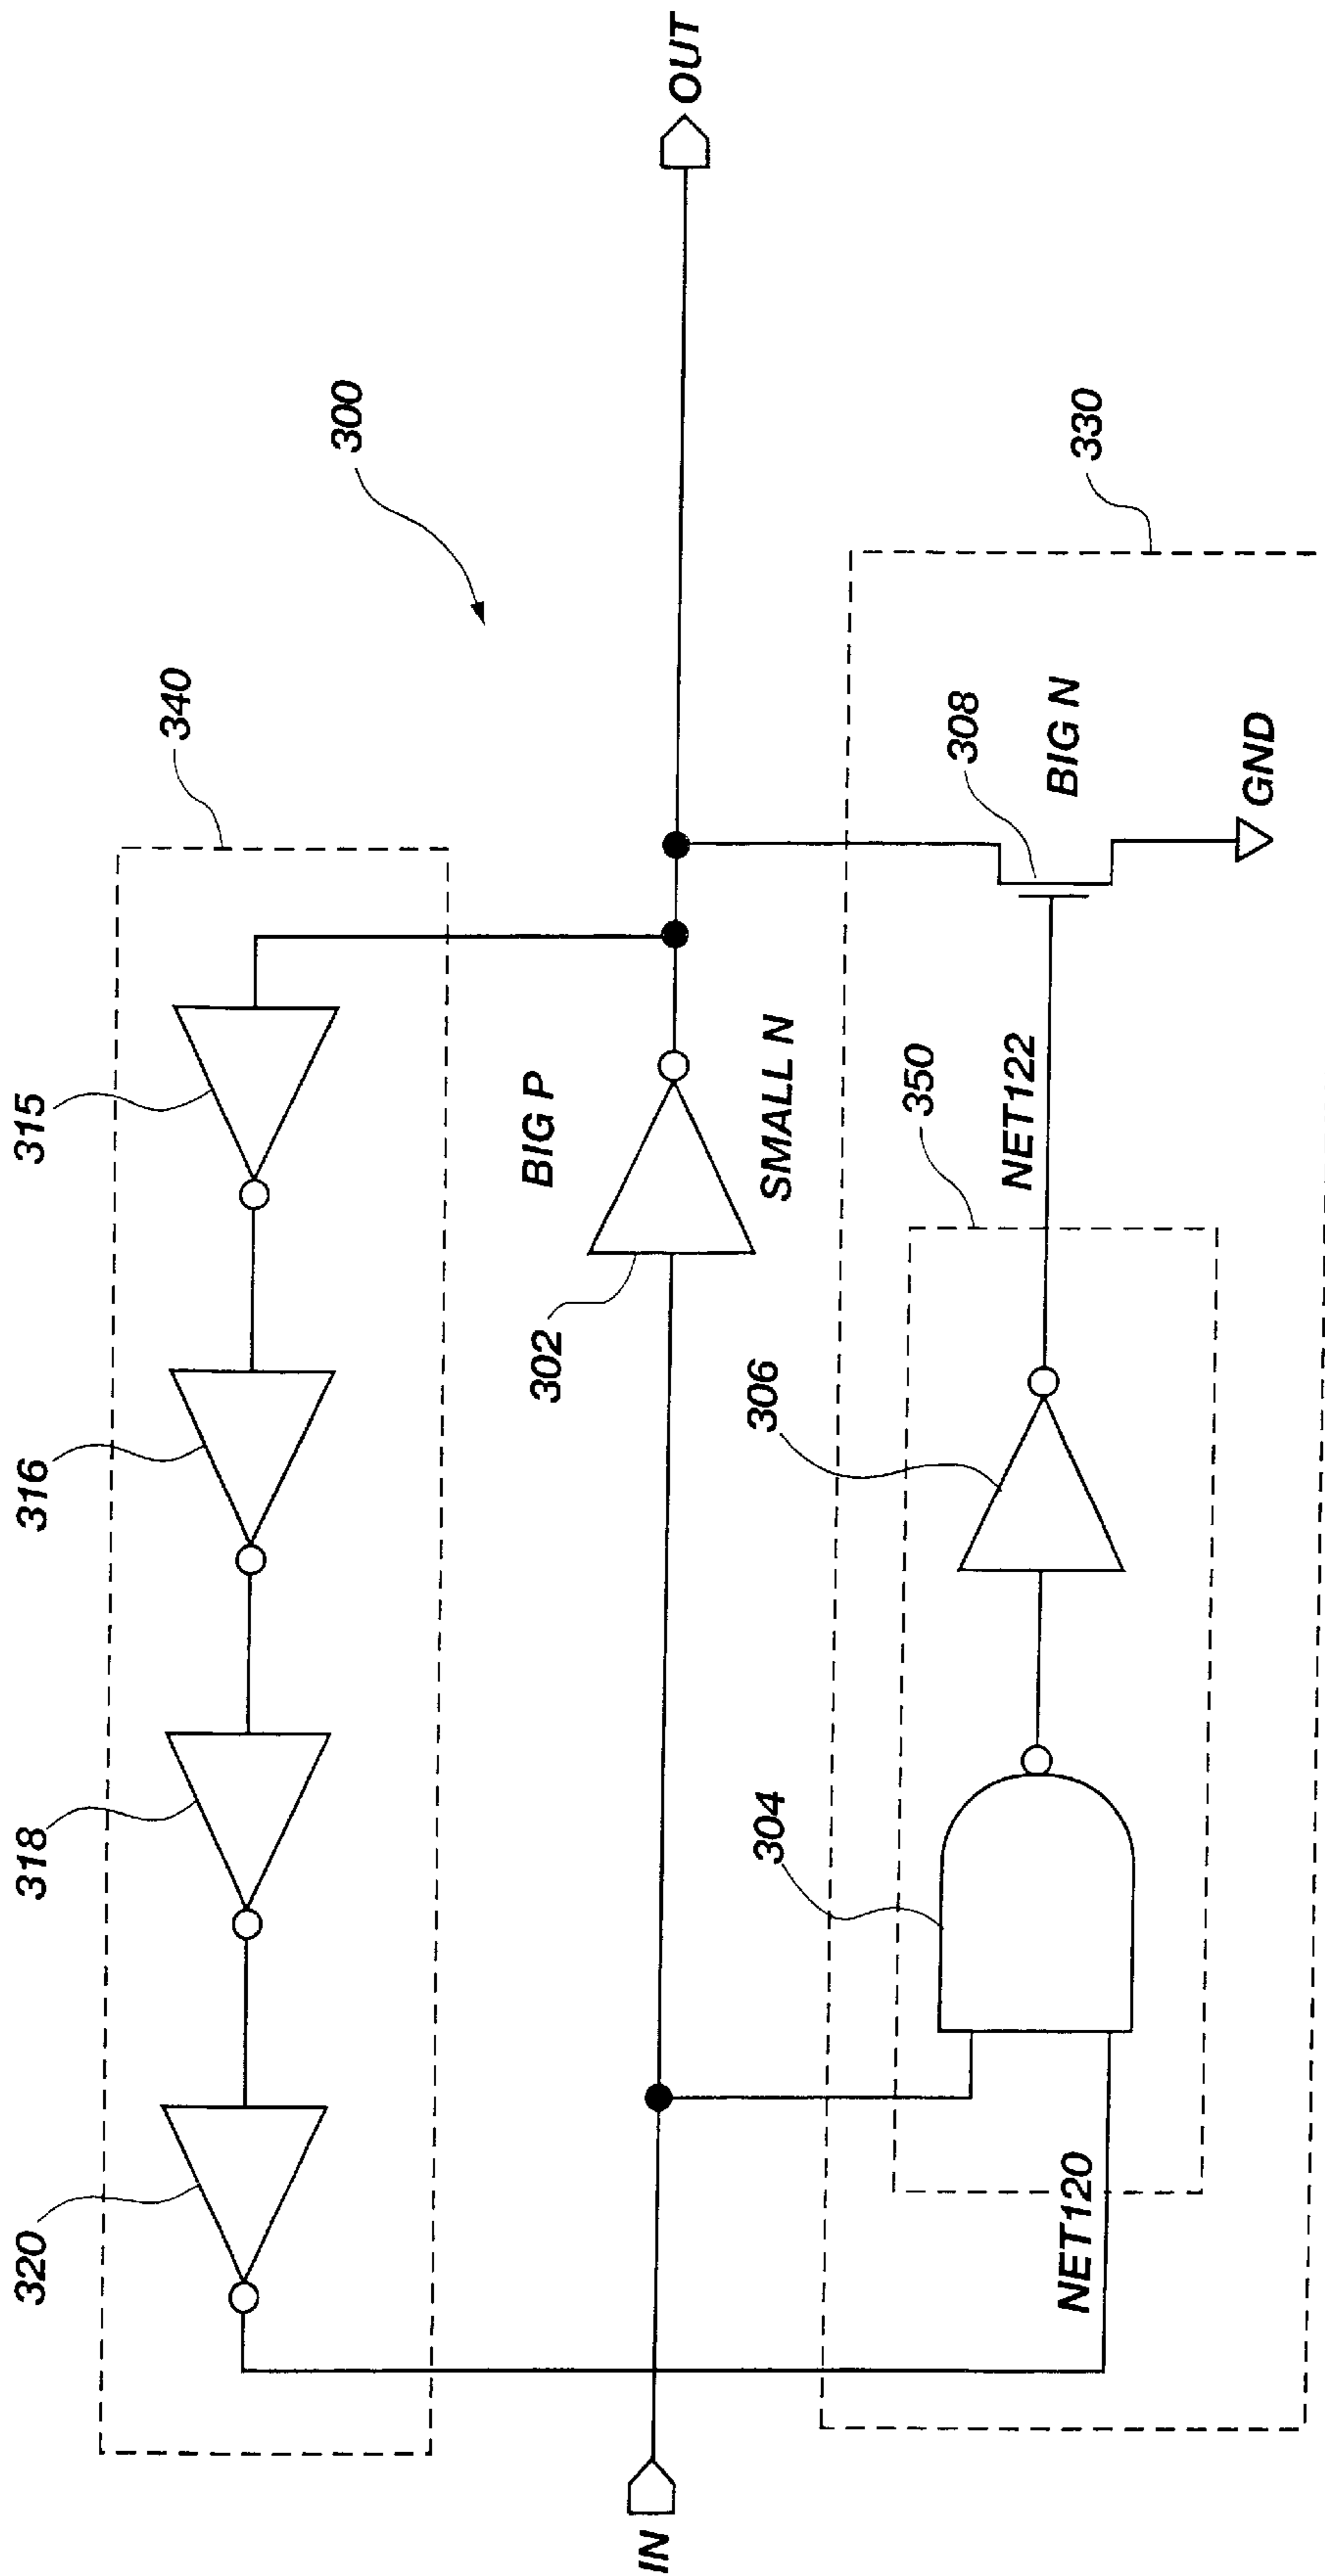 315
316
318
320
340
300
BIG P
302
SMALL N
IN
OUT
350
306
304
NET120
NET122
308
BIG N
330
GND